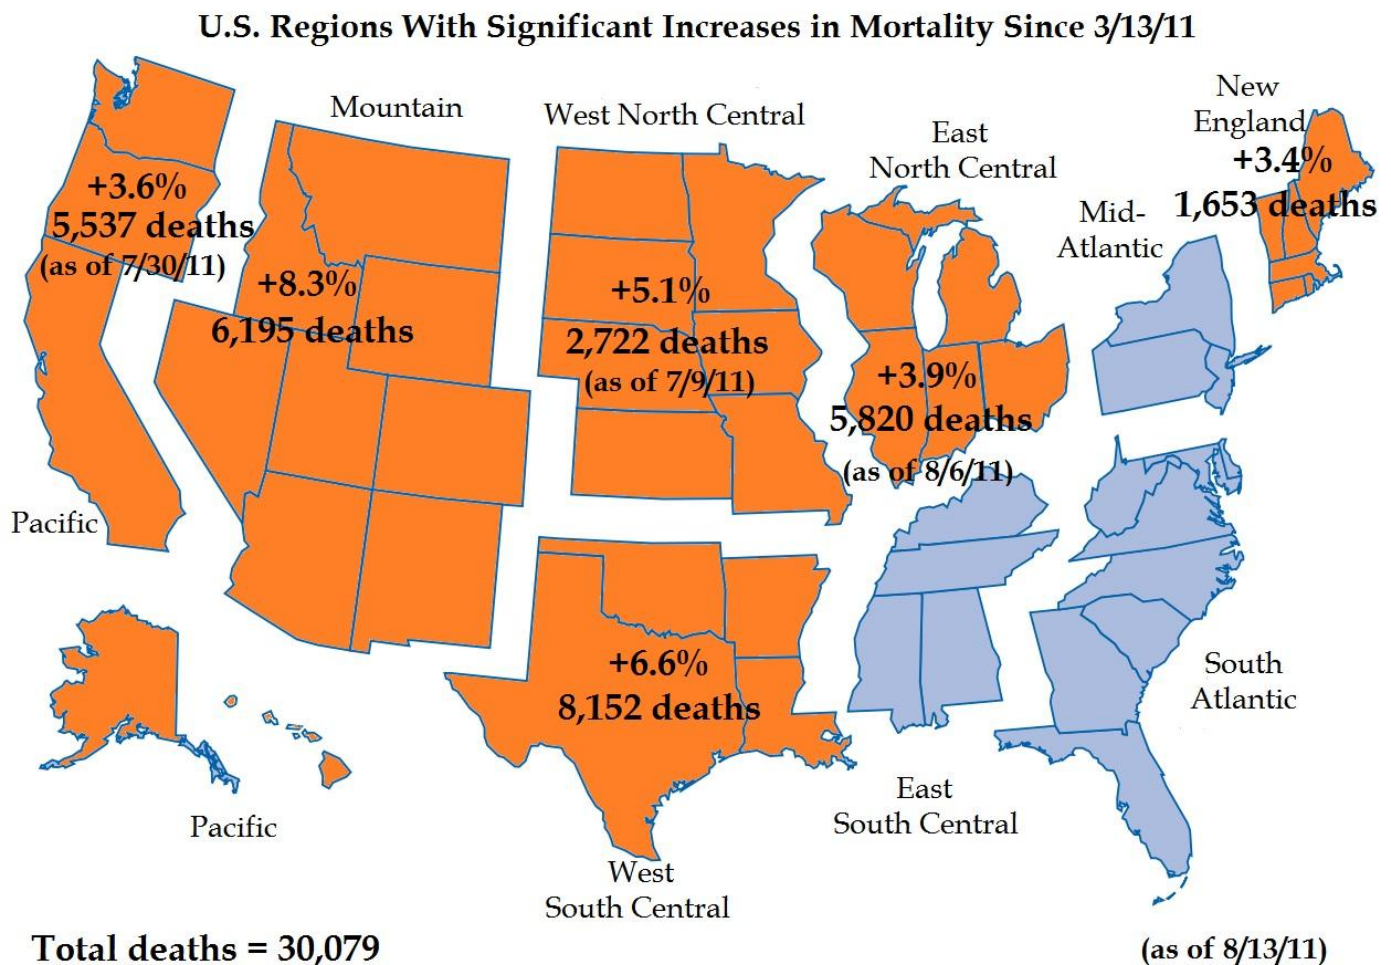 U.S. Regions With Significant Increases in Mortality Since 3/13/11
Mountain
West North Central
East
North Central
New
England
+3.4%
1,653 deaths
Mid-
Atlantic
+3.6%
5,537 deaths
(as of 7/30/11)
+8.3%
6,195 deaths
+5.1%
2,722 deaths
(as of 7/9/11)
+3.9%
5,820 deaths
(as of 8/6/11)
Pacific
+6.6%
8,152 deaths
South
Atlantic
Pacific
East
South Central
West
South Central
Total deaths = 30,079
(as of 8/13/11)